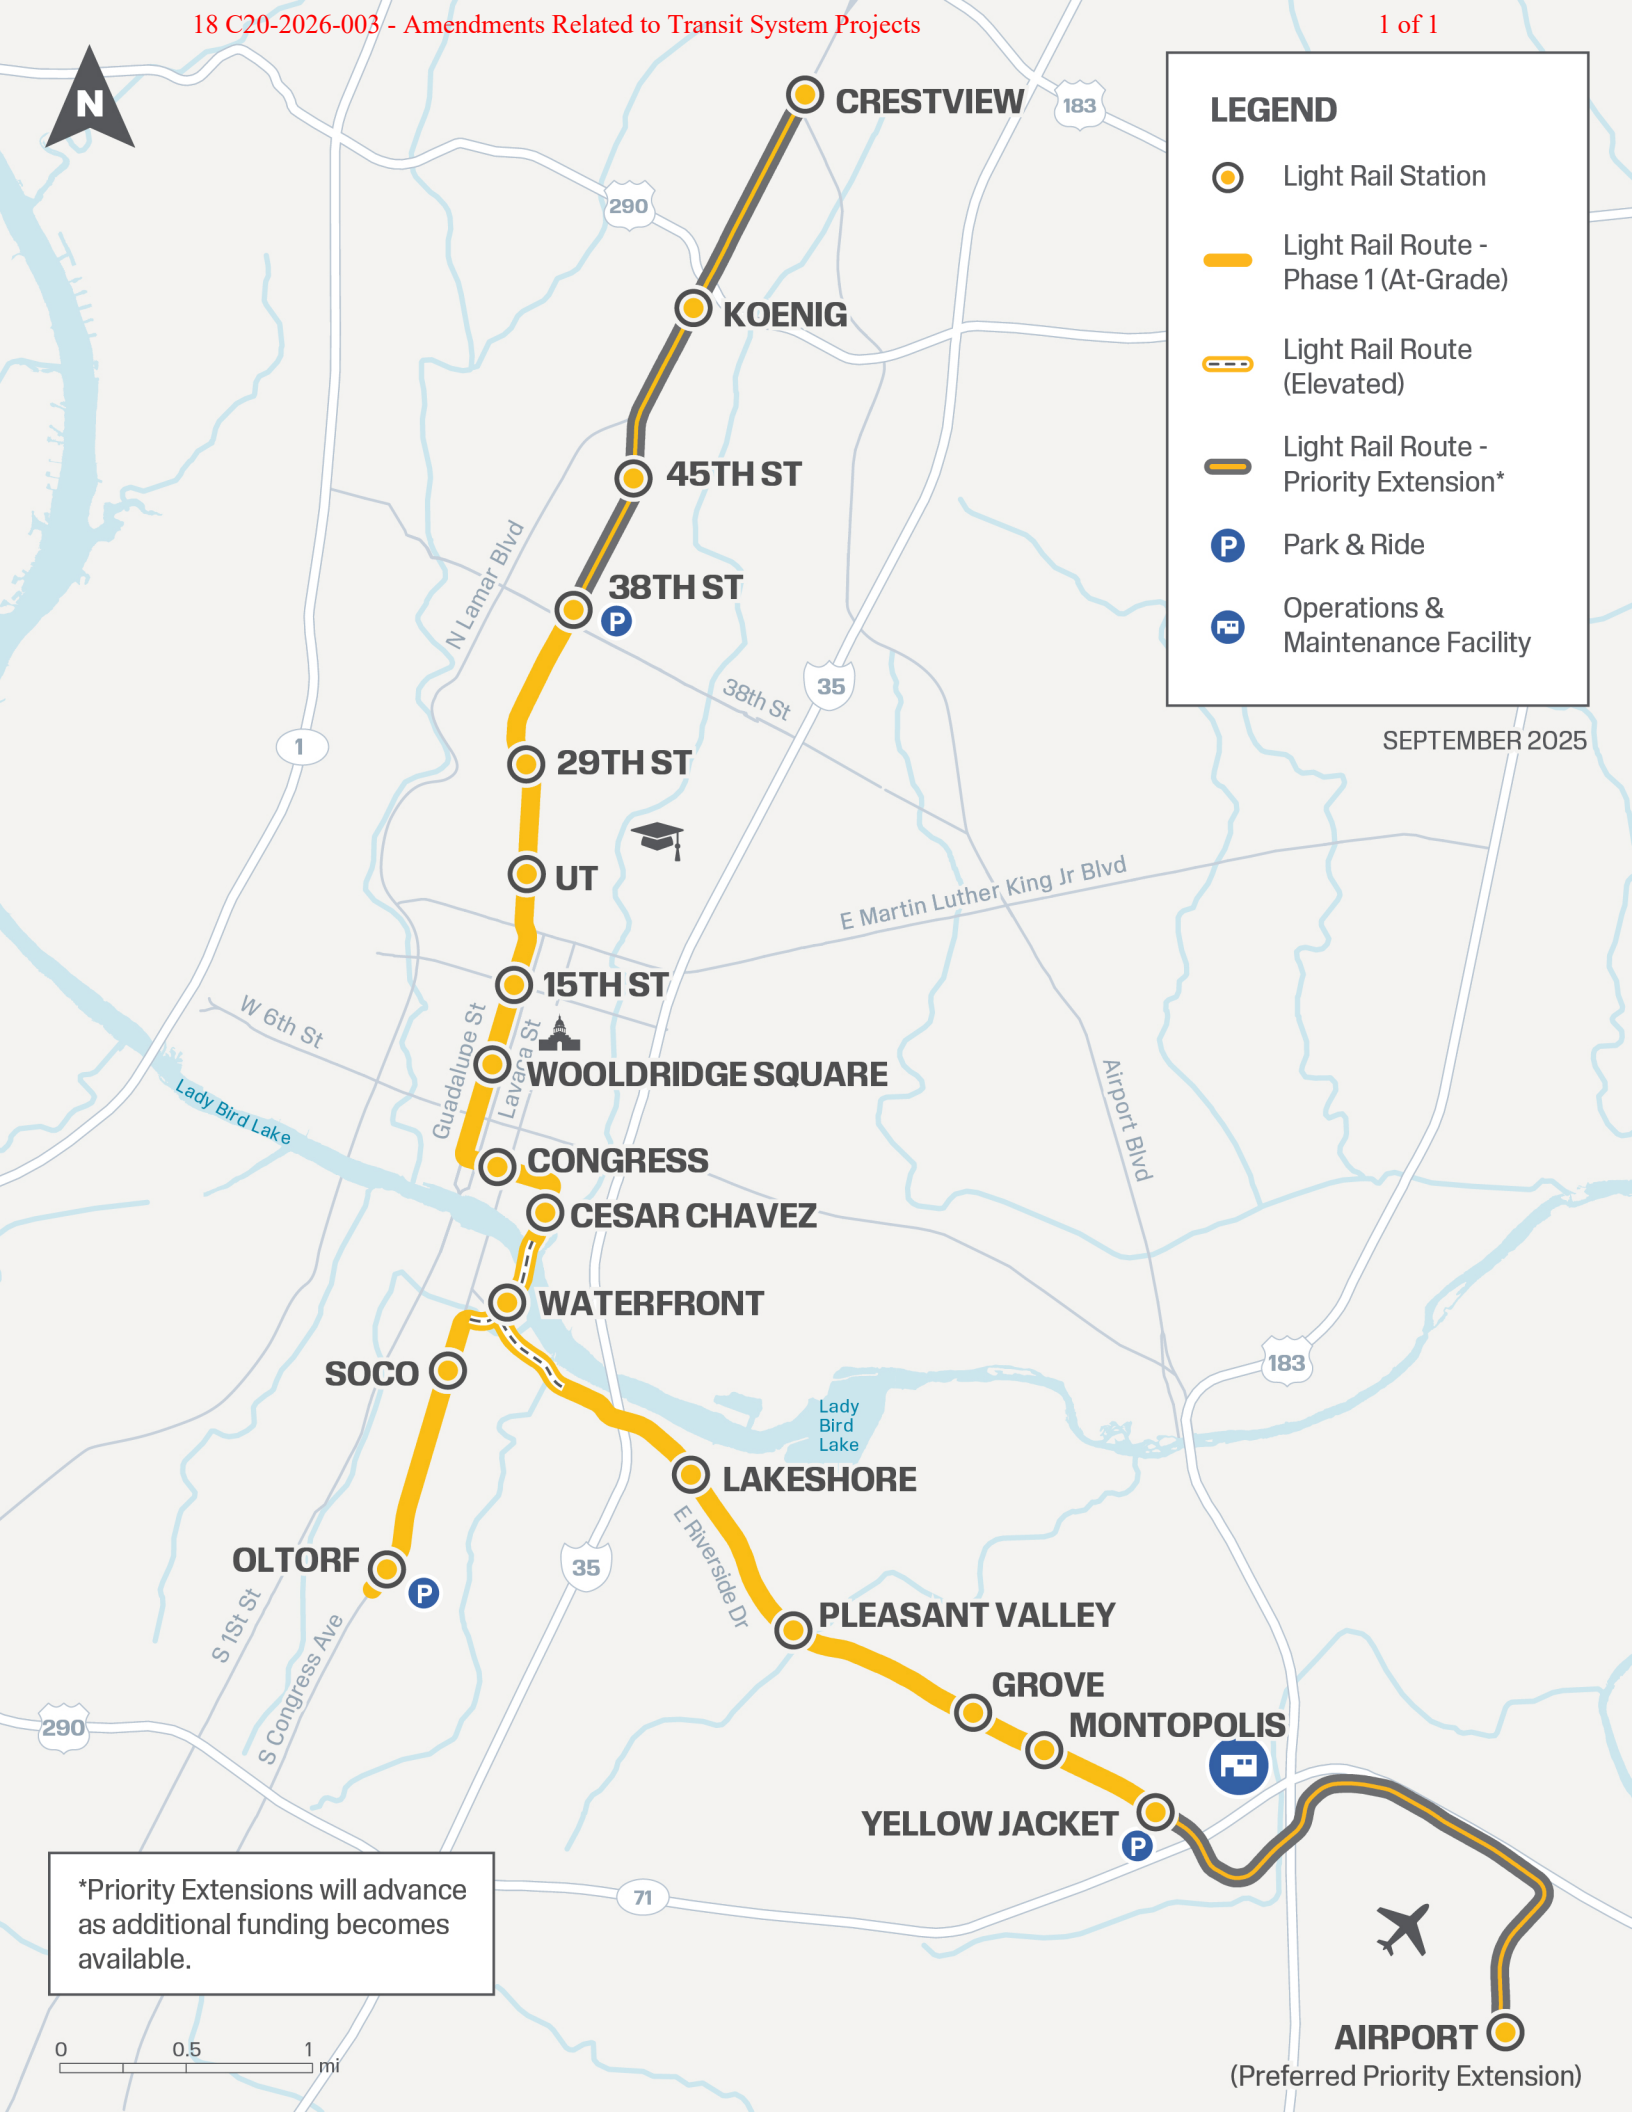 18 C20-2026-003 - Amendments Related to Transit System Projects
1 of 1
N
CRESTVIEW
183
LEGEND
Light Rail Station
Light Rail Route -
Phase 1 (At-Grade)
Light Rail Route
(Elevated)
Light Rail Route -
Priority Extension*
P
Park & Ride
Operations &
Maintenance Facility
SEPTEMBER 2025
290
KOENIG
45TH ST
N Lamar Blvd
38TH ST
P
38th St
35
1
29TH ST
UT
E Martin Luther King Jr Blvd
15TH ST
W 6th St
Guadalupe St
Lavaca St
WOOLDRIDGE SQUARE
Airport Blvd
Lady Bird Lake
CONGRESS
CESAR CHAVEZ
WATERFRONT
SOCO
183
Lady
Bird
Lake
LAKESHORE
E Riverside Dr
OLTORF
P
35
S 1St St
S Congress Ave
PLEASANT VALLEY
GROVE
MONTOPOLIS
290
YELLOW JACKET
P
71
*Priority Extensions will advance
as additional funding becomes
available.
AIRPORT
(Preferred Priority Extension)
0 0.5 1
mi